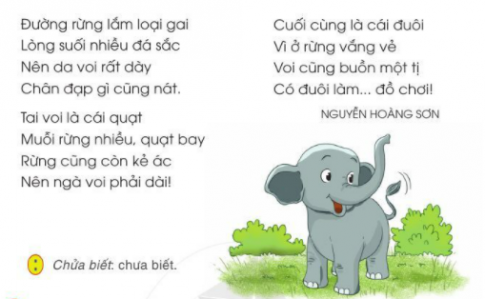 Đường rừng lắm loại gai
Lòng suối nhiều đá sắc
Nên da voi rất dày
Chân đạp gì cũng nát.
Tai voi là cái quạt
Muỗi rừng nhiều, quạt bay
Rừng cũng còn kẻ ác
Nên ngà voi phải dài!
Cuối cùng là cái đuôi
Vì ở rừng vắng vẻ
Voi cũng buồn một tị
Có đuôi làm... đồ chơi!
NGUYỄN HOÀNG SƠN
Chửa biết: chưa biết.